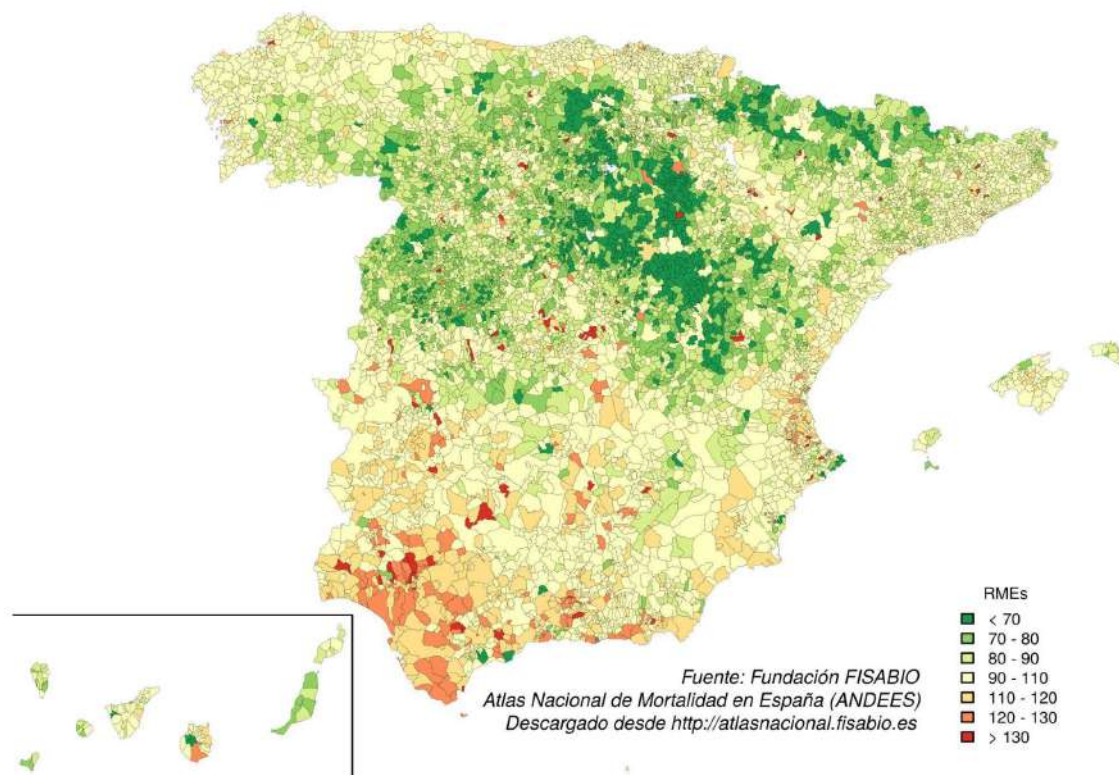 RMEs
< 70
70 - 80
80 - 90
90 - 110
110 - 120
120 - 130
> 130
Fuente: Fundación FISABIO
Atlas Nacional de Mortalidad en España (ANDEES)
Descargado desde http://atlasnacional.fisabio.es